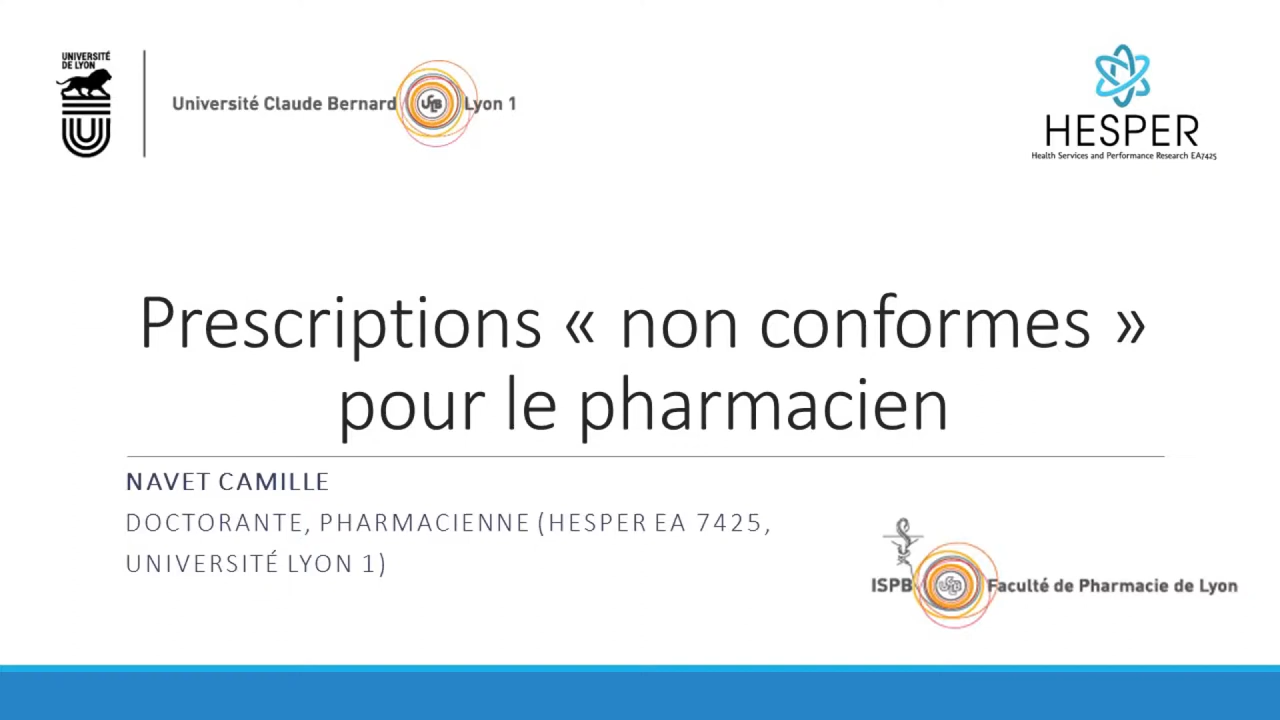 UNIVERSITÉ
DE LYON
Université Claude Bernard Lyon 1
HESPER
Health Services and Performance Research EA7425
Prescriptions « non conformes »
pour le pharmacien
NAVET CAMILLE
DOCTORANTE, PHARMACIENNE (HESPER EA 7425,
UNIVERSITÉ LYON 1)
ISPB Faculté de Pharmacie de Lyon